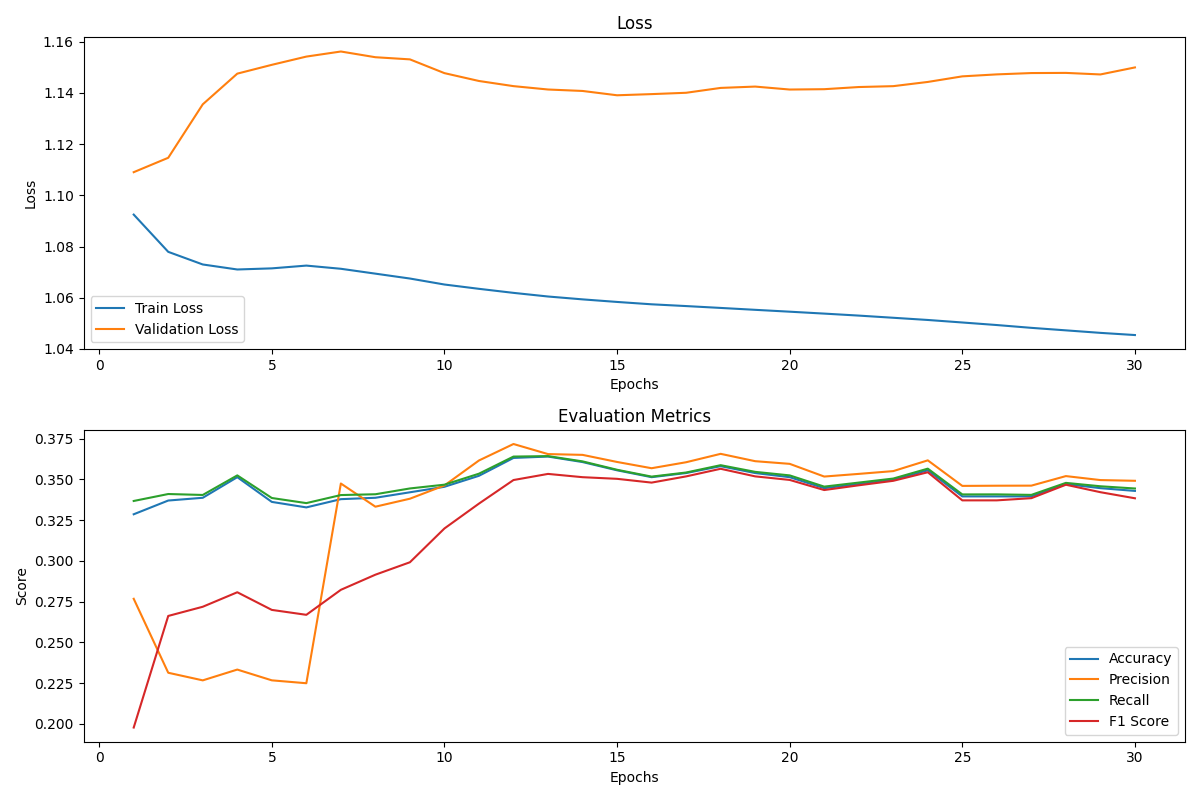 Loss
1.16
1.14
1.12
1.10
1.08
1.06
1.04
Loss
Train Loss
Validation Loss
0 5 10 15 20 25 30
Epochs
Evaluation Metrics
0.375
0.350
0.325
0.300
0.275
0.250
0.225
0.200
Score
Accuracy
Precision
Recall
F1 Score
0 5 10 15 20 25 30
Epochs